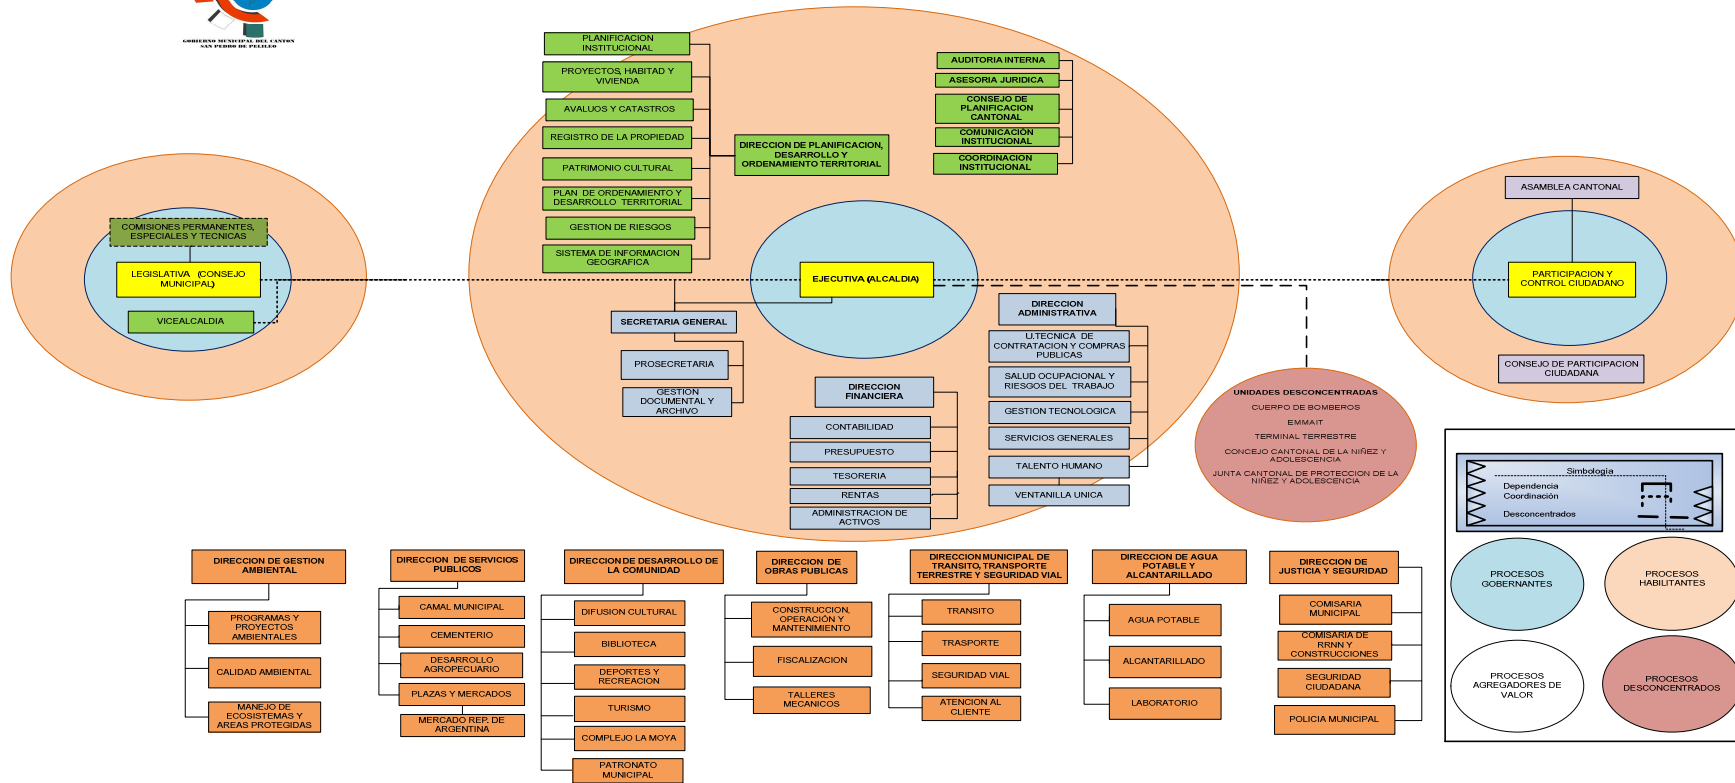 GOBIERNO MUNICIPAL DEL CANTON
SAN PEDRO DE PELILEO
PLANIFICACION
INSTITUCIONAL
PROYECTOS, HABITAD Y
VIVIENDA
AVALUOS Y CATASTROS
REGISTRO DE LA PROPIEDAD
PATRIMONIO CULTURAL
PLAN DE ORDENAMIENTO Y
DESARROLLO TERRITORIAL
GESTION DE RIESGOS
SISTEMA DE INFORMACION
GEOGRAFICA
DIRECCION DE PLANIFICACION,
DESARROLLO Y
ORDENAMIENTO TERRITORIAL
AUDITORIA INTERNA
ASESORIA JURIDICA
CONSEJO DE
PLANIFICACION
CANTONAL
COMUNICACIÓN
INSTITUCIONAL
COORDINACION
INSTITUCIONAL
COMISIONES PERMANENTES,
ESPECIALES Y TECNICAS
LEGISLATIVA (CONSEJO
MUNICIPAL)
VICEALCALDIA
EJECUTIVA (ALCALDIA)
ASAMBLEA CANTONAL
PARTICIPACION Y
CONTROL CIUDADANO
CONSEJO DE PARTICIPACION
CIUDADANA
SECRETARIA GENERAL
PROSECRETARIA
GESTION
DOCUMENTAL Y
ARCHIVO
DIRECCION
FINANCIERA
CONTABILIDAD
PRESUPUESTO
TESORERIA
RENTAS
ADMINISTRACION DE
ACTIVOS
DIRECCION
ADMINISTRATIVA
U.TECNICA DE
CONTRATACION Y COMPRAS
PUBLICAS
SALUD OCUPACIONAL Y
RIESGOS DEL TRABAJO
GESTION TECNOLOGICA
SERVICIOS GENERALES
TALENTO HUMANO
VENTANILLA UNICA
UNIDADES DESCONCENTRADAS
CUERPO DE BOMBEROS
EMMAIT
TERMINAL TERRESTRE
CONCEJO CANTONAL DE LA NIÑEZ Y
ADOLESCENCIA
JUNTA CANTONAL DE PROTECCION DE LA
NIÑEZ Y ADOLESCENCIA
Simbología
Dependencia
Coordinación
Desconcentrados
PROCESOS
GOBERNANTES
PROCESOS
HABILITANTES
PROCESOS
AGREGADORES DE
VALOR
PROCESOS
DESCONCENTRADOS
DIRECCION DE GESTION
AMBIENTAL
PROGRAMAS Y
PROYECTOS
AMBIENTALES
CALIDAD AMBIENTAL
MANEJO DE
ECOSISTEMAS Y
AREAS PROTEGIDAS
DIRECCION DE SERVICIOS
PUBLICOS
CAMAL MUNICIPAL
CEMENTERIO
DESARROLLO
AGROPECUARIO
PLAZAS Y MERCADOS
MERCADO REP. DE
ARGENTINA
DIRECCION DE DESARROLLO DE
LA COMUNIDAD
DIFUSION CULTURAL
BIBLIOTECA
DEPORTES Y
RECREACION
TURISMO
COMPLEJO LA MOYA
PATRONATO
MUNICIPAL
DIRECCION DE
OBRAS PUBLICAS
CONSTRUCCION,
OPERACIÓN Y
MANTENIMIENTO
FISCALIZACION
TALLERES
MECANICOS
DIRECCION MUNICIPAL DE
TRANSITO, TRANSPORTE
TERRESTRE Y SEGURIDAD VIAL
TRANSITO
TRASPORTE
SEGURIDAD VIAL
ATENCION AL
CLIENTE
DIRECCION DE AGUA
POTABLE Y
ALCANTARILLADO
AGUA POTABLE
ALCANTARILLADO
LABORATORIO
DIRECCION DE
JUSTICIA Y SEGURIDAD
COMISARIA
MUNICIPAL
COMISARIA DE
RRNN Y
CONSTRUCCIONES
SEGURIDAD
CIUDADANA
POLICIA MUNICIPAL